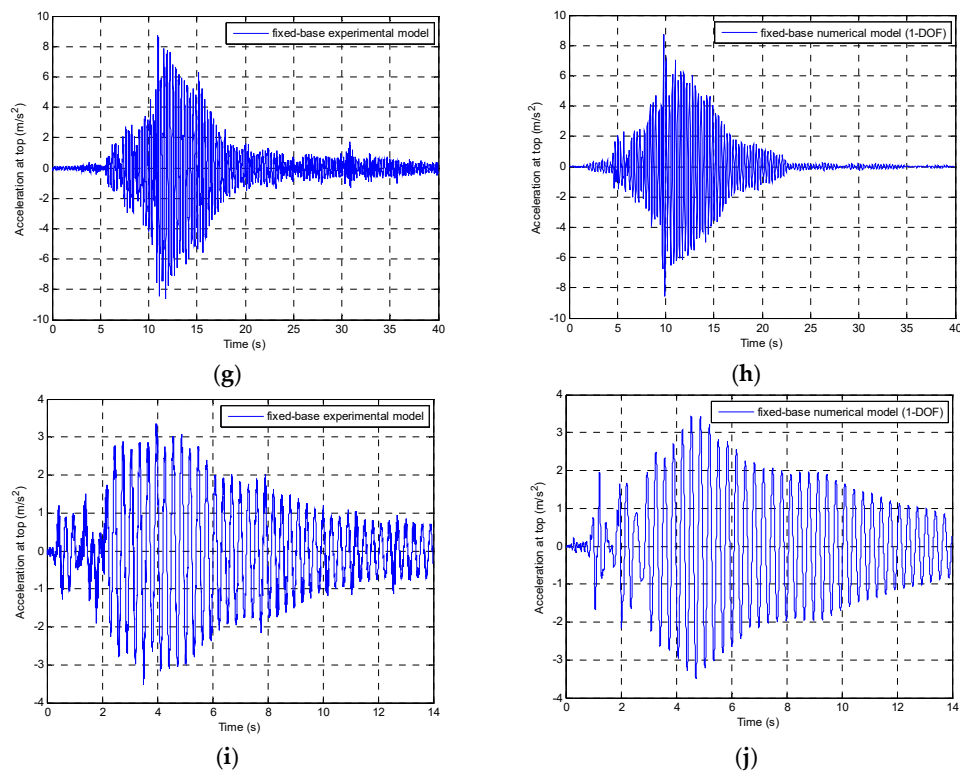 fixed-base experimental model
Acceleration at top (m/s²)
10
8
6
4
2
0
-2
-4
-6
-8
-10
0 5 10 15 20 25 30 35 40
Time (s)
(g)
fixed-base numerical model (1-DOF)
Acceleration at top (m/s²)
10
8
6
4
2
0
-2
-4
-6
-8
-10
0 5 10 15 20 25 30 35 40
Time (s)
(h)
fixed-base experimental model
Acceleration at top (m/s²)
4
3
2
1
0
-1
-2
-3
-4
0 2 4 6 8 10 12 14
Time (s)
(i)
fixed-base numerical model (1-DOF)
Acceleration at top (m/s²)
4
3
2
1
0
-1
-2
-3
-4
0 2 4 6 8 10 12 14
Time (s)
(j)